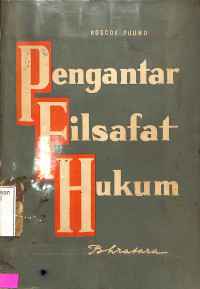 ROSCOE POUND
Pengantar
Filsafat
Hukum
Bhratara